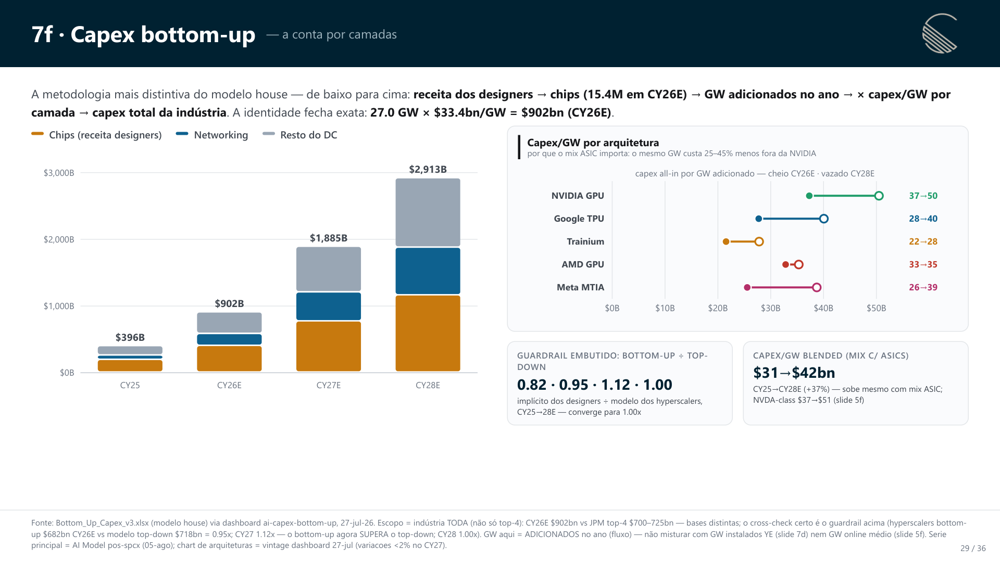 7f · Capex bottom-up — a conta por camadas
A metodologia mais distintiva do modelo house — de baixo para cima: receita dos designers → chips (15.4M em CY26E) → GW adicionados no ano → × capex/GW por
camada → capex total da indústria. A identidade fecha exata: 27.0 GW × $33.4bn/GW = $902bn (CY26E).
Chips (receita designers) Networking Resto do DC
$3,000B
$2,000B
$1,000B
$0B
$396B
$902B
$1,885B
$2,913B
CY25 CY26E CY27E CY28E
Capex/GW por arquitetura
por que o mix ASIC importa: o mesmo GW custa 25–45% menos fora da NVIDIA
capex all-in por GW adicionado — cheio CY26E · vazado CY28E
NVIDIA GPU 37→50
Google TPU 28→40
Trainium 22→28
AMD GPU 33→35
Meta MTIA 26→39
$0B $10B $20B $30B $40B $50B
GUARDRAIL EMBUTIDO: BOTTOM-UP ÷ TOP-
DOWN
0.82 · 0.95 · 1.12 · 1.00
implícito dos designers ÷ modelo dos hyperscalers,
CY25→28E — converge para 1.00x
CAPEX/GW BLENDED (MIX C/ ASICS)
$31→$42bn
CY25→CY28E (+37%) — sobe mesmo com mix ASIC;
NVDA-class $37→$51 (slide 5f)
Fonte: Bottom_Up_Capex_v3.xlsx (modelo house) via dashboard ai-capex-bottom-up, 27-jul-26. Escopo = indústria TODA (não só top-4): CY26E $902bn vs JPM top-4 $700–725bn — bases distintas; o cross-check certo é o guardrail acima (hyperscalers bottom-
up $682bn CY26E vs modelo top-down $718bn = 0.95x; CY27 1.12x — o bottom-up agora SUPERA o top-down; CY28 1.00x). GW aqui = ADICIONADOS no ano (fluxo) — não misturar com GW instalados YE (slide 7d) nem GW online médio (slide 5f). Serie
principal = AI Model pos-spcx (05-ago); chart de arquiteturas = vintage dashboard 27-jul (variacoes <2% no CY27).
29 / 36